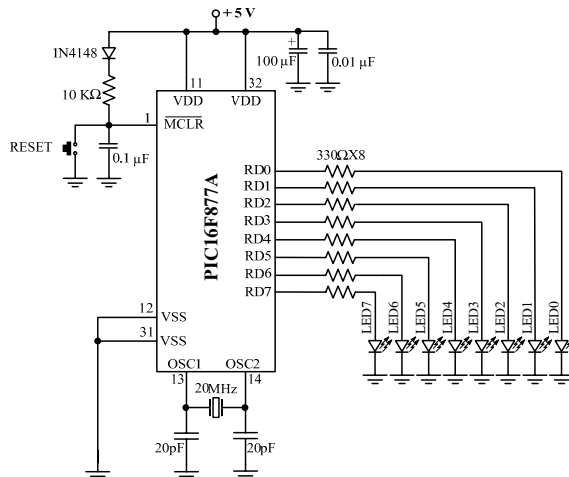 +5 V
1N4148
10 KΩ
RESET
0.1 µF
100 µF
+
0.01 µF
11
VDD
32
VDD
1
MCLR
PIC16F877A
330ΩX8
RD0
RD1
RD2
RD3
RD4
RD5
RD6
RD7
LED7
LED6
LED5
LED4
LED3
LED2
LED1
LED0
12
VSS
31
VSS
OSC1
OSC2
13
14
20MHz
20pF
20pF